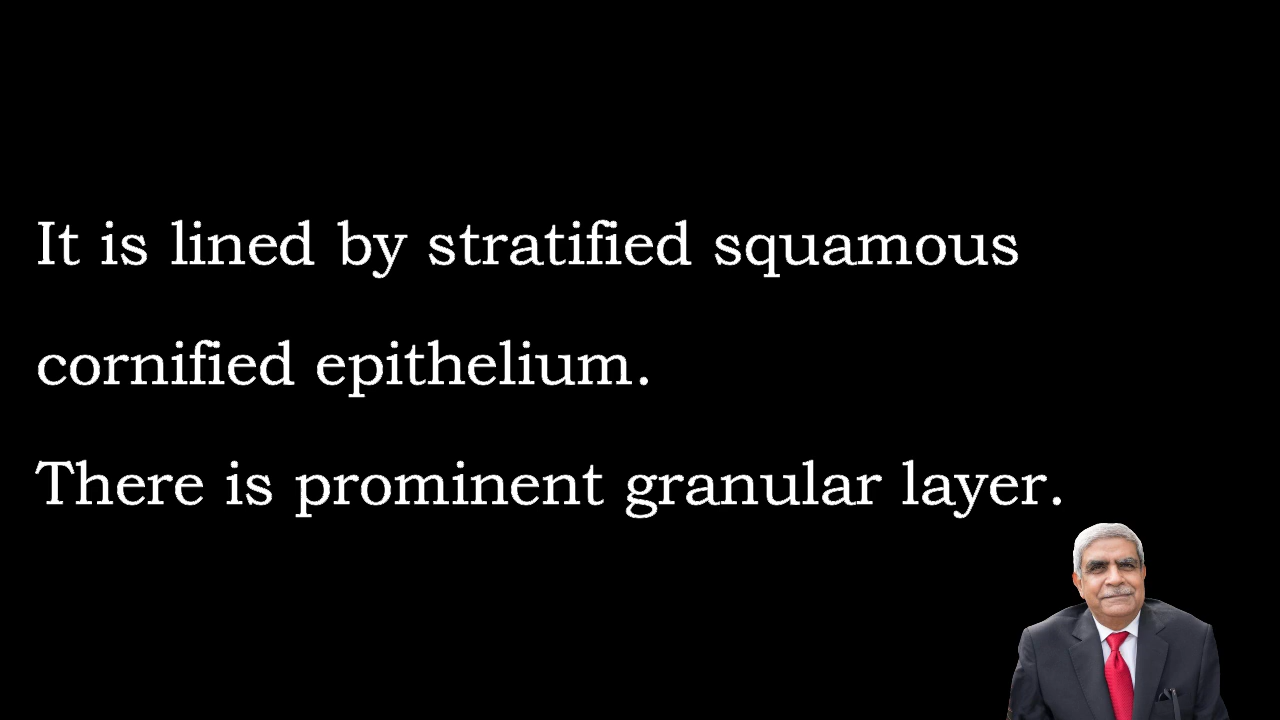 It is lined by stratified squamous
cornified epithelium.
There is prominent granular layer.